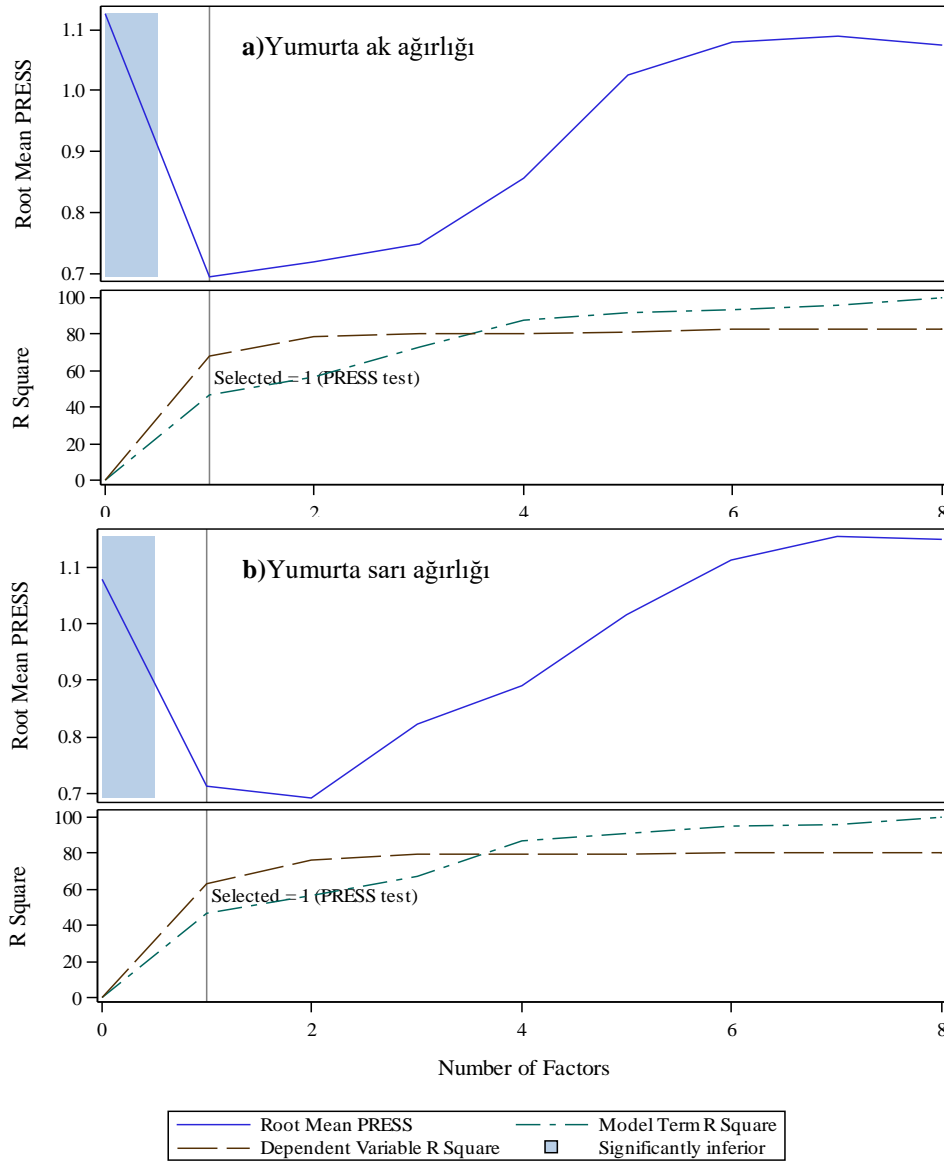 a)Yumurta ak ağırlığı
Root Mean PRESS
1.1
1.0
0.9
0.8
0.7
R Square
100
80
60
40
20
0
Selected = 1 (PRESS test)
0
2
4
6
8
b)Yumurta sarı ağırlığı
Root Mean PRESS
1.1
1.0
0.9
0.8
0.7
R Square
100
80
60
40
20
0
Selected = 1 (PRESS test)
0
2
4
6
8
Number of Factors
Root Mean PRESS
Model Term R Square
Dependent Variable R Square
Significantly inferior